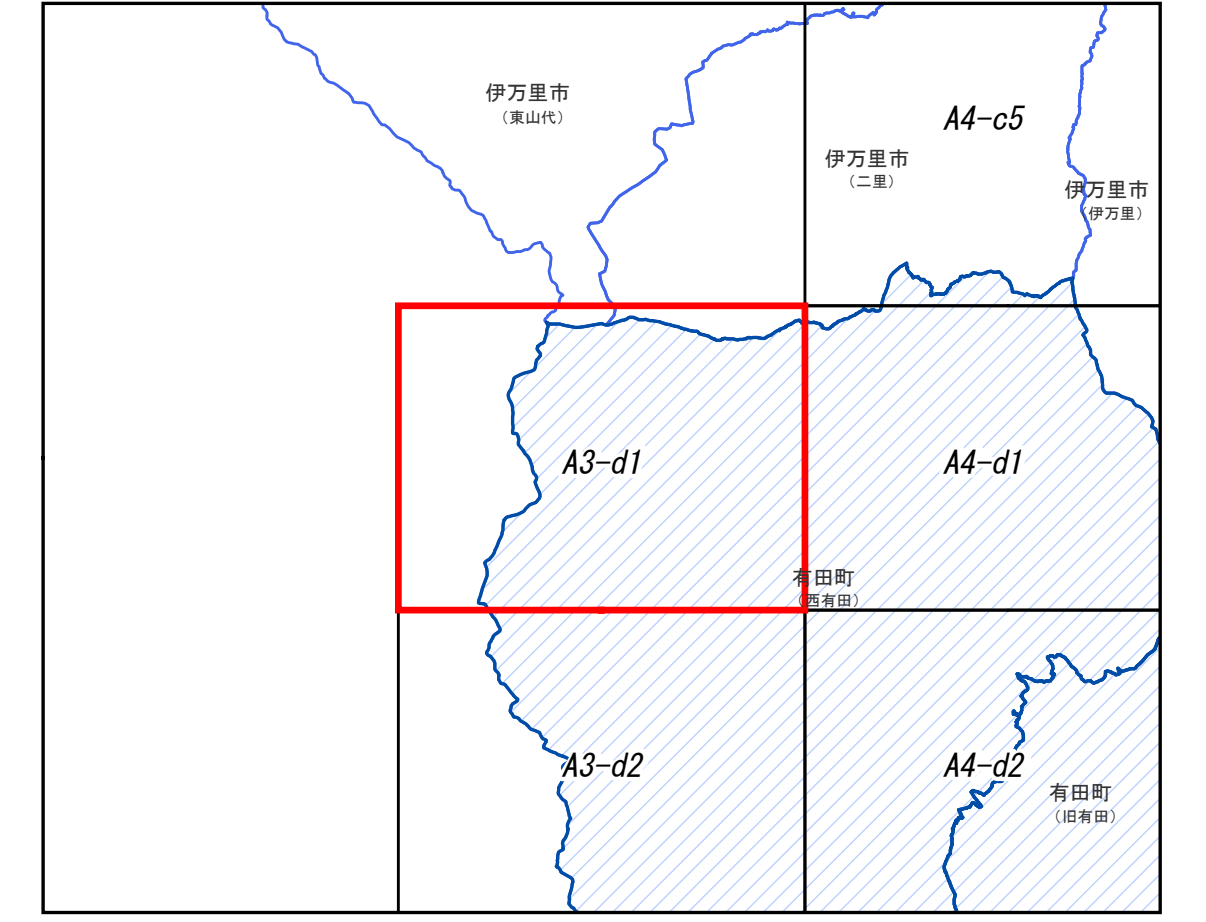 伊万里市
（東山代）
A4-c5
伊万里市
（二里）
伊万里市
（伊万里）
A3-d1
A4-d1
有田町
（西有田）
A3-d2
A4-d2
有田町
（旧有田）